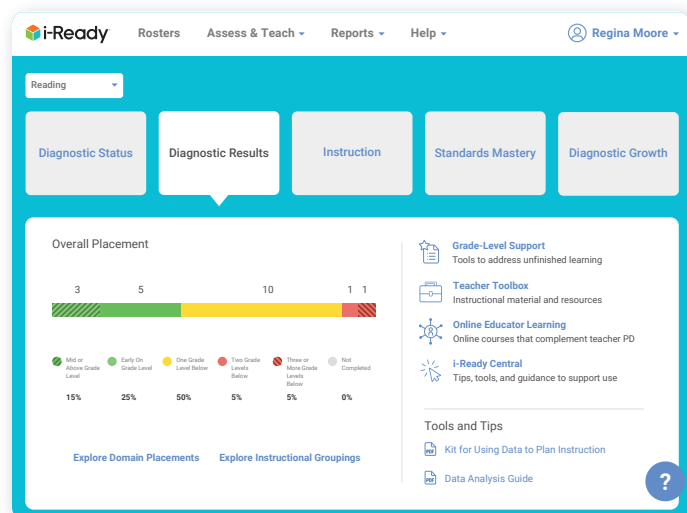 i-Ready
Rosters
Assess & Teach
Reports
Help
Regina Moore
Reading
Diagnostic Status
Diagnostic Results
Instruction
Standards Mastery
Diagnostic Growth
Overall Placement
3
5
10
1
1
Mid or
Above Grade
Level
15%
Early On
Grade Level
25%
One Grade
Level Below
50%
Two Grade
Levels
Below
5%
Three or
More Grade
Levels
Below
5%
Not
Completed
0%
Explore Domain Placements
Explore Instructional Groupings
Grade-Level Support
Tools to address unfinished learning
Teacher Toolbox
Instructional material and resources
Online Educator Learning
Online courses that complement teacher PD
i-Ready Central
Tips, tools, and guidance to support use
Tools and Tips
PDF
Kit for Using Data to Plan Instruction
PDF
Data Analysis Guide
?